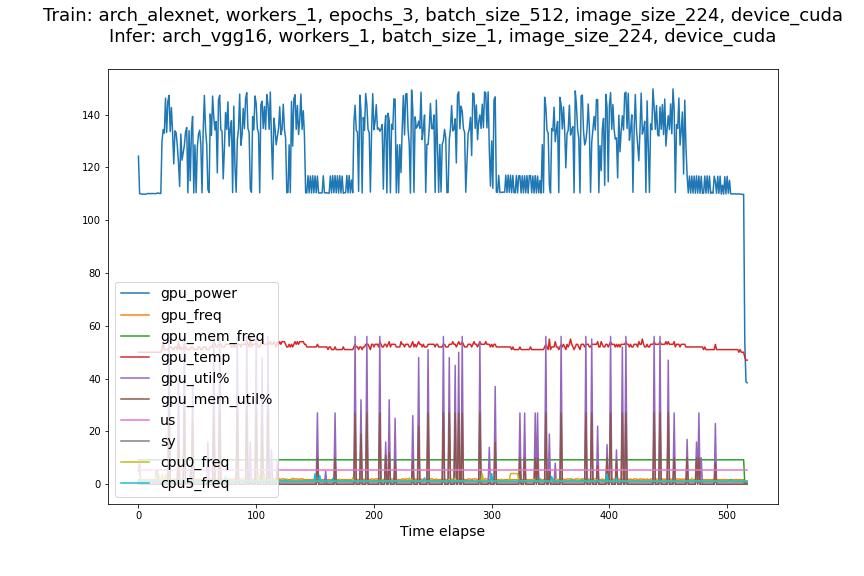 Train: arch_alexnet, workers_1, epochs_3, batch_size_512, image_size_224, device_cuda
Infer: arch_vgg16, workers_1, batch_size_1, image_size_224, device_cuda
140
120
100
80
60
40
20
0
gpu_power
gpu_freq
gpu_mem_freq
gpu_temp
gpu_util%
gpu_mem_util%
us
sy
cpu0_freq
cpu5_freq
0 100 200 300 400 500
Time elapse